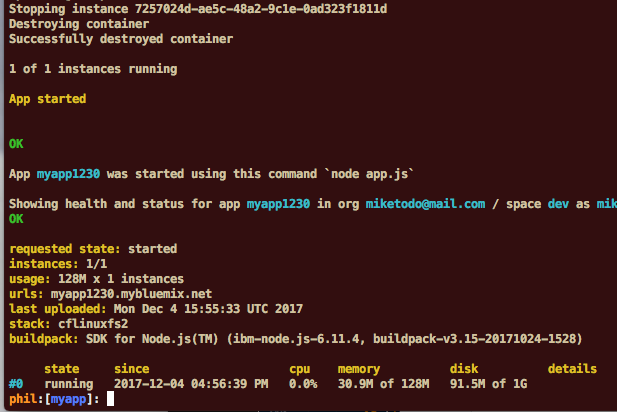 Stopping instance 7257024d-ae5c-48a2-9c1e-0ad323f1811d
Destroying container
Successfully destroyed container
1 of 1 instances running
App started
OK
App myapp1230 was started using this command `node app.js`
Showing health and status for app myapp1230 in org miketodo@mail.com / space dev as mik
OK
requested state: started
instances: 1/1
usage: 128M x 1 instances
urls: myapp1230.mybluemix.net
last uploaded: Mon Dec 4 15:55:33 UTC 2017
stack: cflinuxfs2
buildpack: SDK for Node.js(TM) (ibm-node.js-6.11.4, buildpack-v3.15-20171024-1528)
state since cpu memory disk details
#0 running 2017-12-04 04:56:39 PM 0.0% 30.9M of 128M 91.5M of 1G
phil:[myapp]: